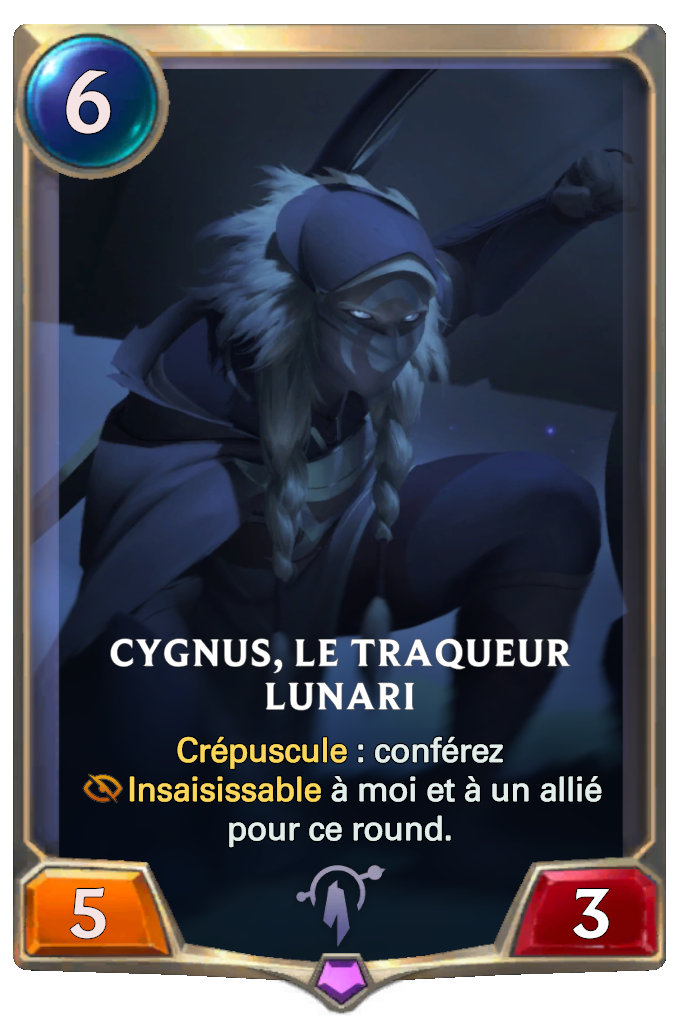 6
CYGNUS, LE TRAQUEUR
LUNARI
Crépuscule : conférez
Insaisissable à moi et à un allié
pour ce round.
5
3